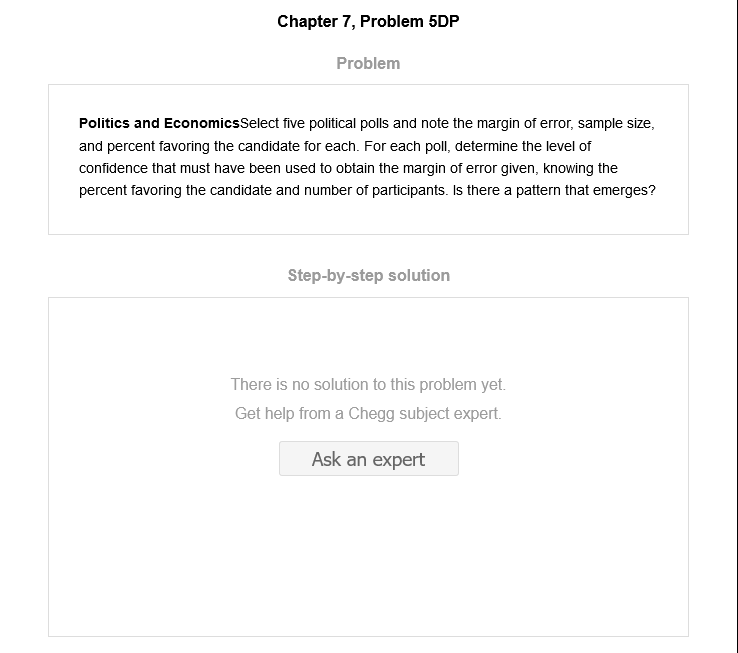 Chapter 7, Problem 5DP
Problem
Politics and EconomicsSelect five political polls and note the margin of error, sample size,
and percent favoring the candidate for each. For each poll, determine the level of
confidence that must have been used to obtain the margin of error given, knowing the
percent favoring the candidate and number of participants. Is there a pattern that emerges?
Step-by-step solution
There is no solution to this problem yet.
Get help from a Chegg subject expert.
Ask an expert